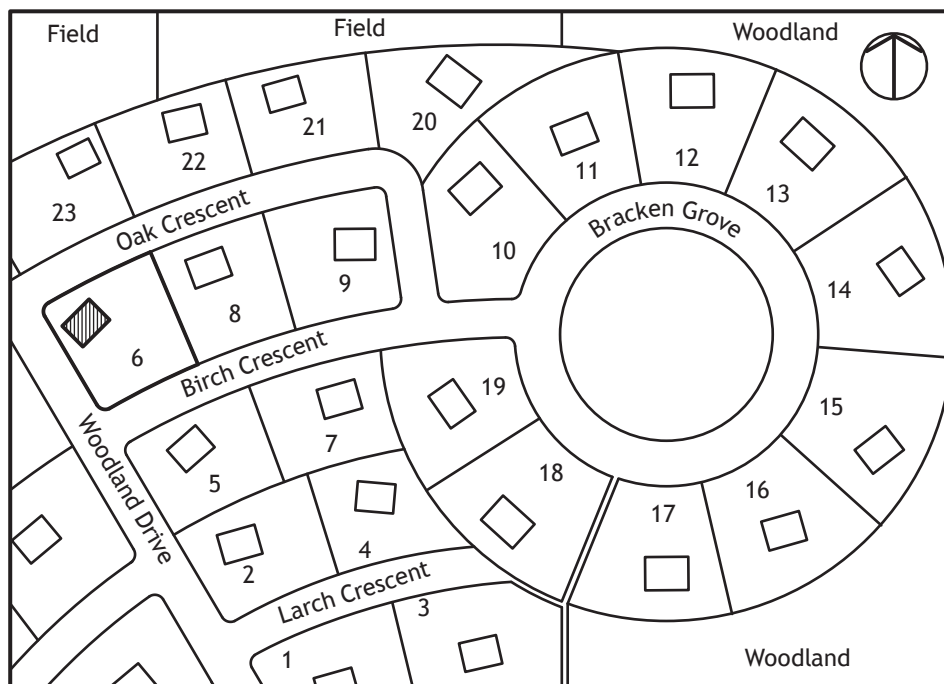 Field
Field
Woodland
23
22
21
20
11
12
13
14
10
Bracken Grove
Oak Crescent
9
8
6
Birch Crescent
19
15
7
5
18
16
17
Woodland Drive
4
2
Larch Crescent
3
1
Woodland